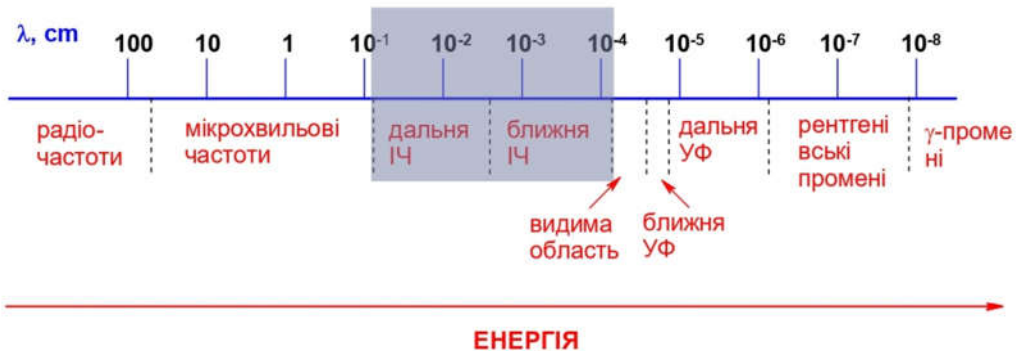 λ, cm 100 10 1 10⁻¹ 10⁻² 10⁻³ 10⁻⁴ 10⁻⁵ 10⁻⁶ 10⁻⁷ 10⁻⁸
радіо-
частоти
мікрохвильові
частоти
дальня
ІЧ
ближня
ІЧ
дальня
УФ
рентгені
вські
промені
γ-проме
ні
видима
область
ближня
УФ
ЕНЕРГІЯ